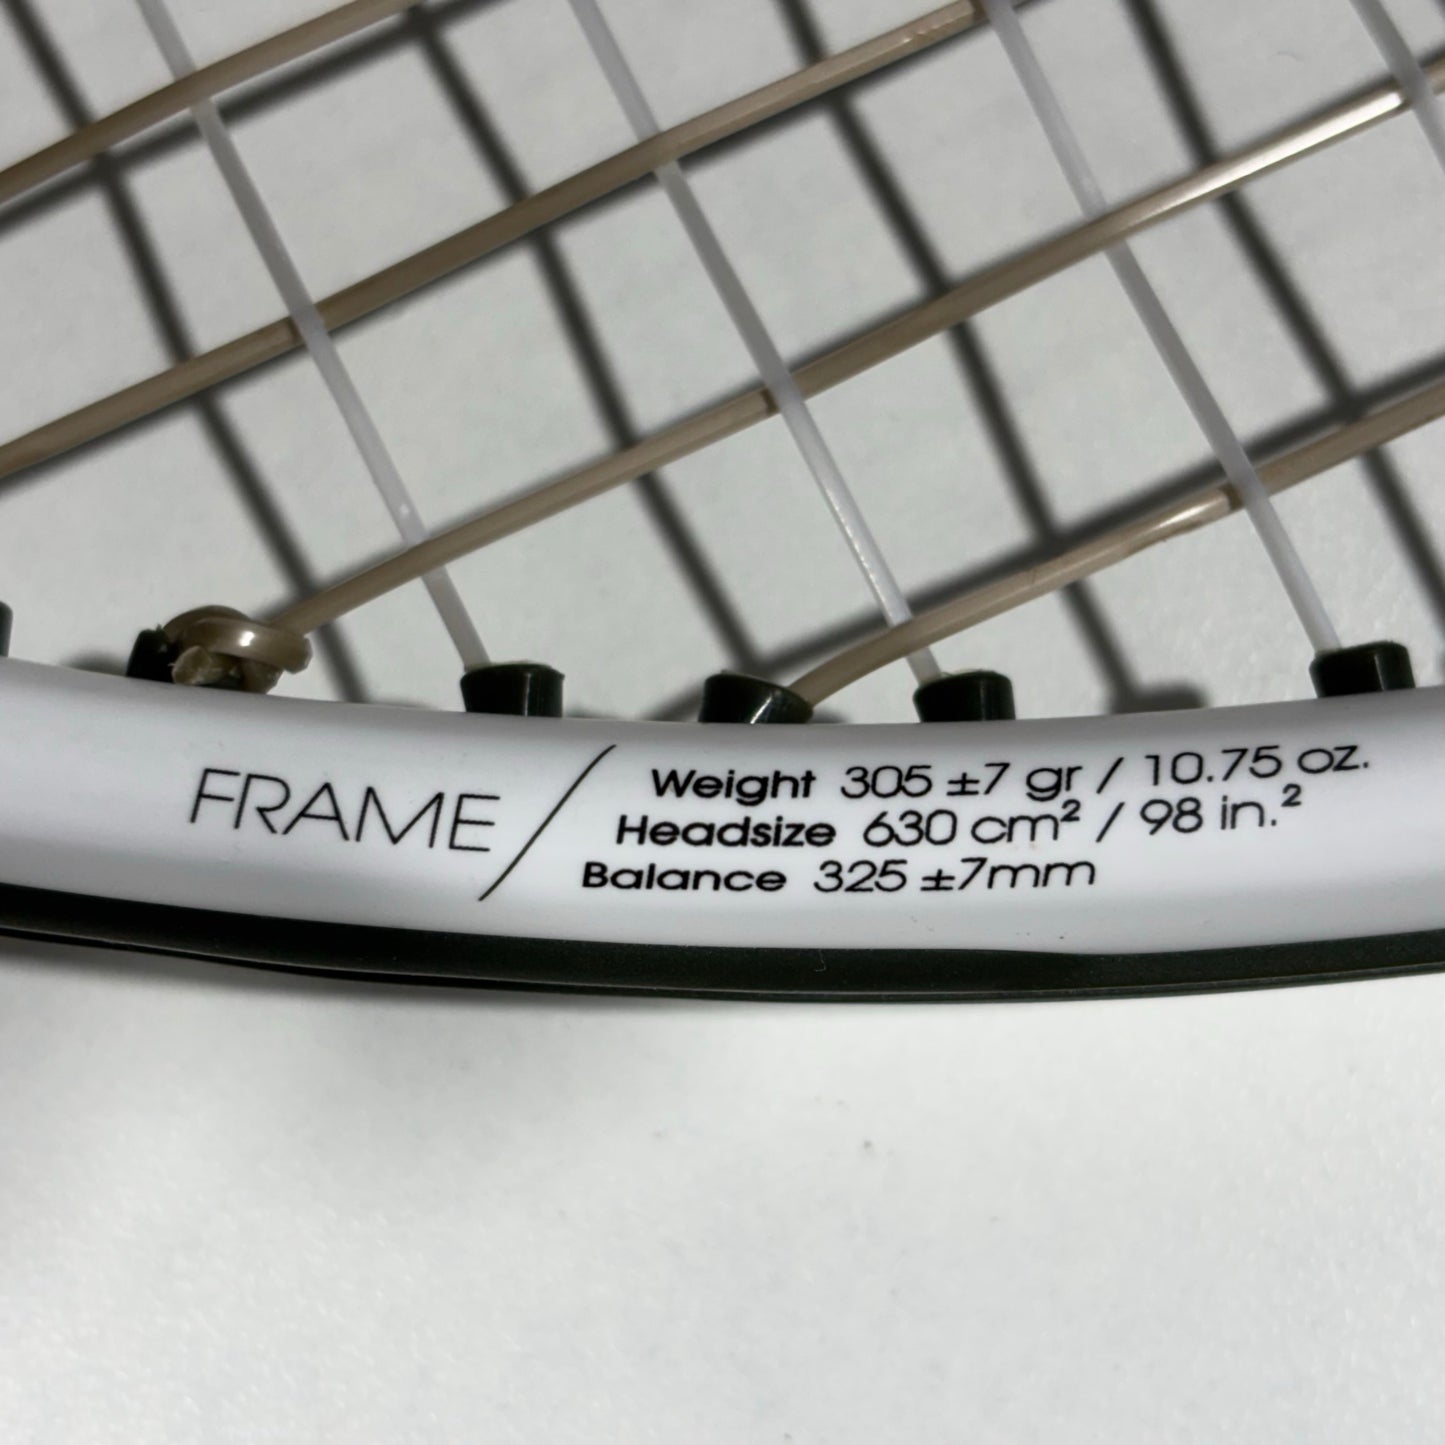 FRAME / Weight 305 ±7 gr / 10.75 oz.
Headsize 630 cm² / 98 in.²
Balance 325 ±7mm